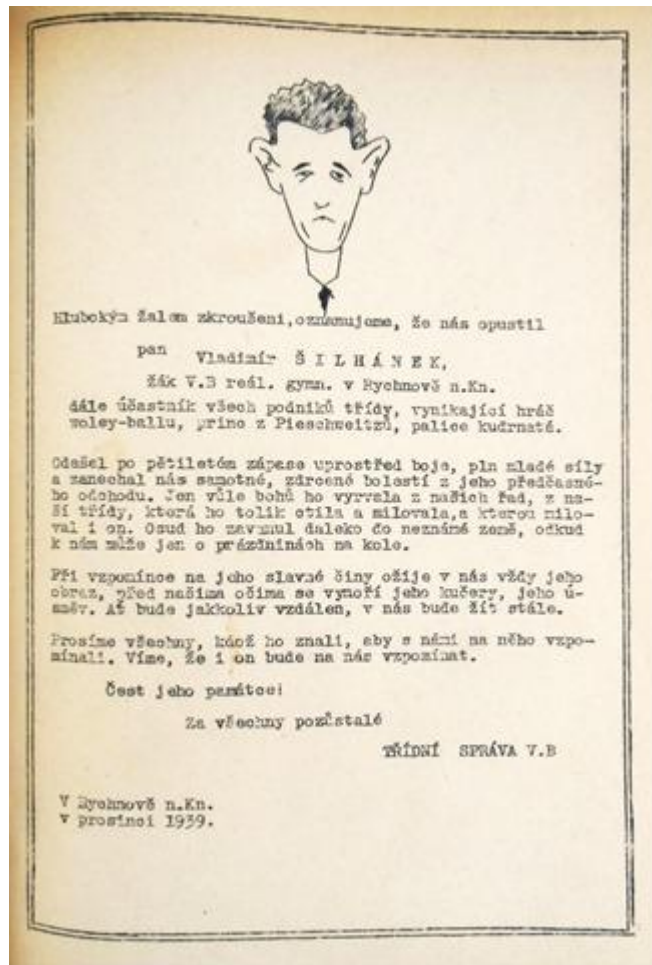 Hlubokým žalem zkroušeni, oznamujeme, že nás opustil
pan Vladimír ŠILHÁNEK,
žák V.B reál. gymn. v Rychnově n.Kn.
dále účastník všech podniků třídy, vynikající hráč
woley-ballu, princ z Pieschweitzů, palice kudrnatá.
Odešel po pětiletém zápase uprostřed boje, pln mladé síly
a zanechal nás samotné, zdrcené bolestí z jeho předčasné-
ho odchodu. Jen vůle bohů ho vyrvala z našich řad, z na-
ší třídy, která ho tolik ctila a milovala,a kterou milo-
val i on. Osud ho zavanul daleko do neznámé země, odkud
k nám může jen o prázdninách na kole.
Při vzpomínce na jeho slavné činy ožije v nás vždy jeho
obraz, před našima očima se vynoří jeho kučery, jeho ú-
směv. Ať bude jakkoliv vzdálen, v nás bude žít stále.
Prosíme všechny, kdož ho znali, aby s námi na něho vzpo-
mínali. Víme, že i on bude na nás vzpomínat.
Čest jeho památce!
Za všechny pozůstalé
TŘÍDNÍ SPRÁVA V.B
V Rychnově n.Kn.
v prosinci 1939.